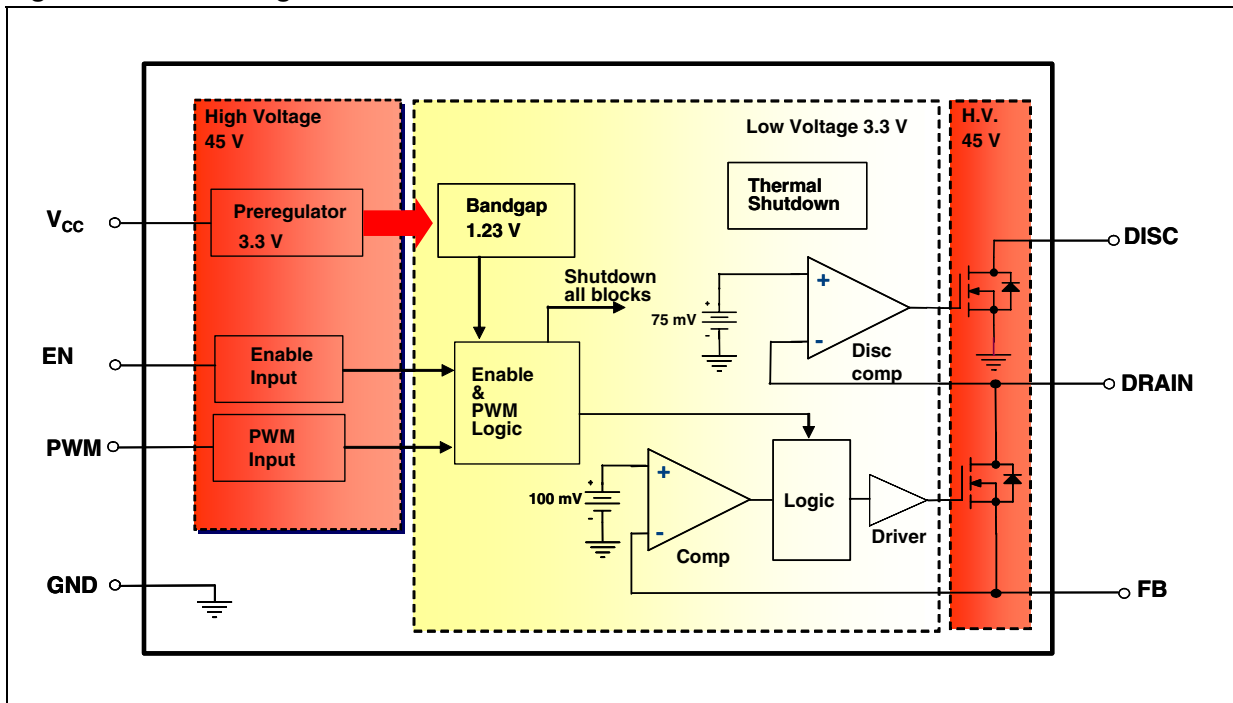 High Voltage
45 V
Low Voltage 3.3 V
H.V.
45 V
Thermal
Shutdown
VCC
Preregulator
3.3 V
Bandgap
1.23 V
DISC
Shutdown
all blocks
+
75 mV
-
+
-
Disc
comp
EN
Enable
Input
Enable
&
PWM
Logic
DRAIN
PWM
PWM
Input
+
100 mV
-
+
-
Comp
Logic
Driver
GND
FB